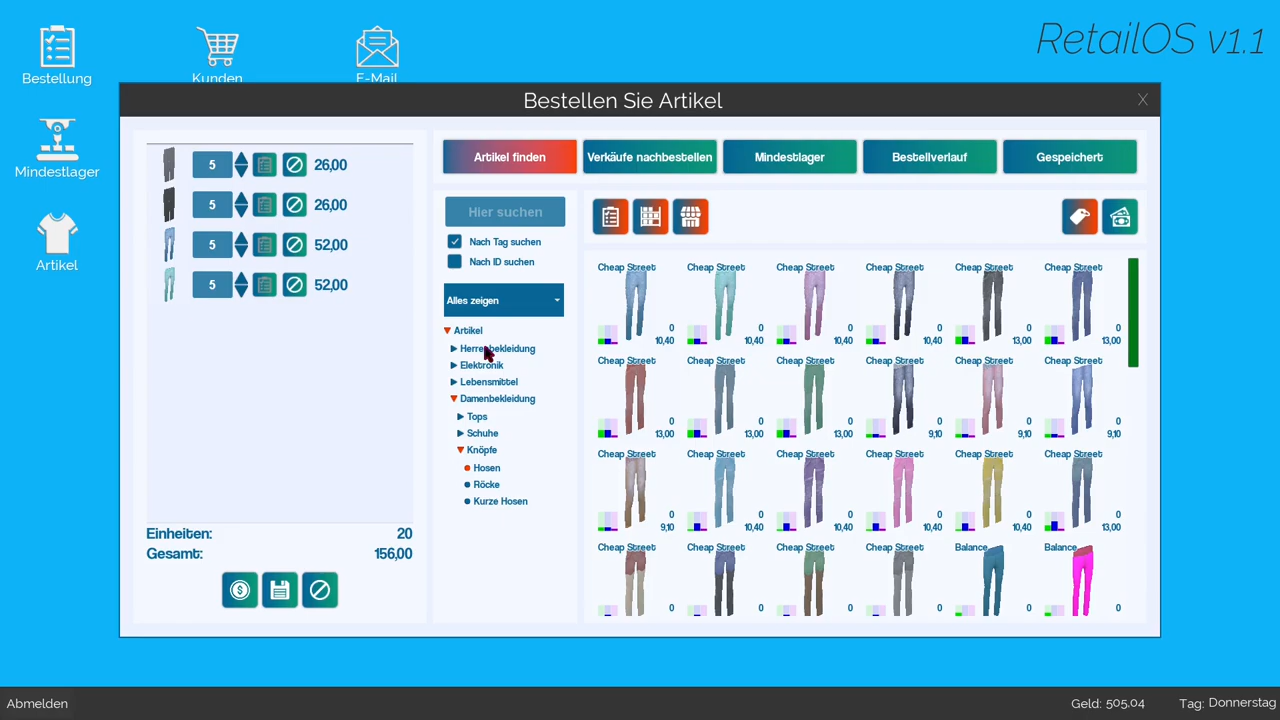 RetailOS v1.1
Bestellung
Kunden
E-Mail
Mindestlager
Artikel
Bestellen Sie Artikel
X
5 26,00
5 26,00
5 52,00
5 52,00
Einheiten: 20
Gesamt: 156,00
Artikel finden
Verkäufe nachbestellen
Mindestlager
Bestellverlauf
Gespeichert
Hier suchen
Nach Tag suchen
Nach ID suchen
Alles zeigen
Artikel
Herrenbekleidung
Elektronik
Lebensmittel
Damenbekleidung
Tops
Schuhe
Knöpfe
Hosen
Röcke
Kurze Hosen
Cheap Street Cheap Street Cheap Street Cheap Street Cheap Street Cheap Street
0 0 0 0 0 0
10,40 10,40 10,40 10,40 13,00 13,00
Cheap Street Cheap Street Cheap Street Cheap Street Cheap Street Cheap Street
0 0 0 0 0 0
13,00 13,00 13,00 9,10 9,10 9,10
Cheap Street Cheap Street Cheap Street Cheap Street Cheap Street Cheap Street
0 0 0 0 0 0
9,10 10,40 10,40 10,40 10,40 13,00
Cheap Street Cheap Street Cheap Street Cheap Street Balance Balance
0 0 0 0 0 0
Abmelden
Geld: 505.04
Tag: Donnerstag